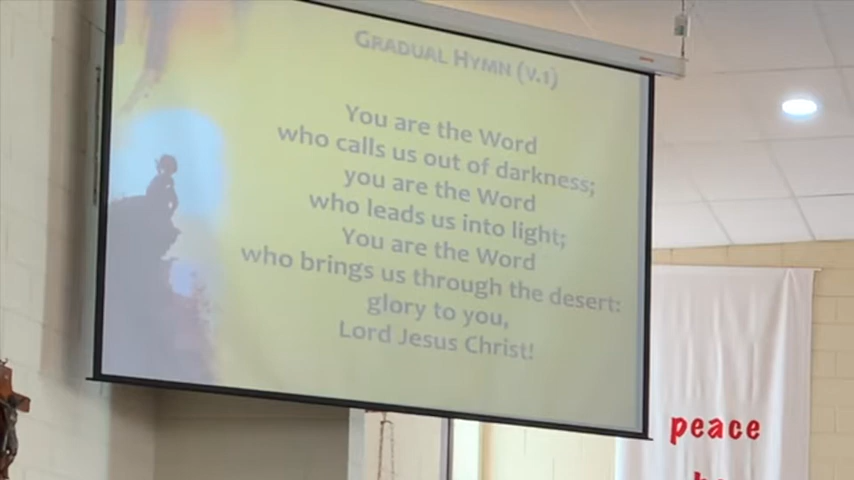 GRADUAL HYMN (V.1)
You are the Word
who calls us out of darkness;
you are the Word
who leads us into light;
You are the Word
who brings us through the desert:
glory to you,
Lord Jesus Christ!
peace